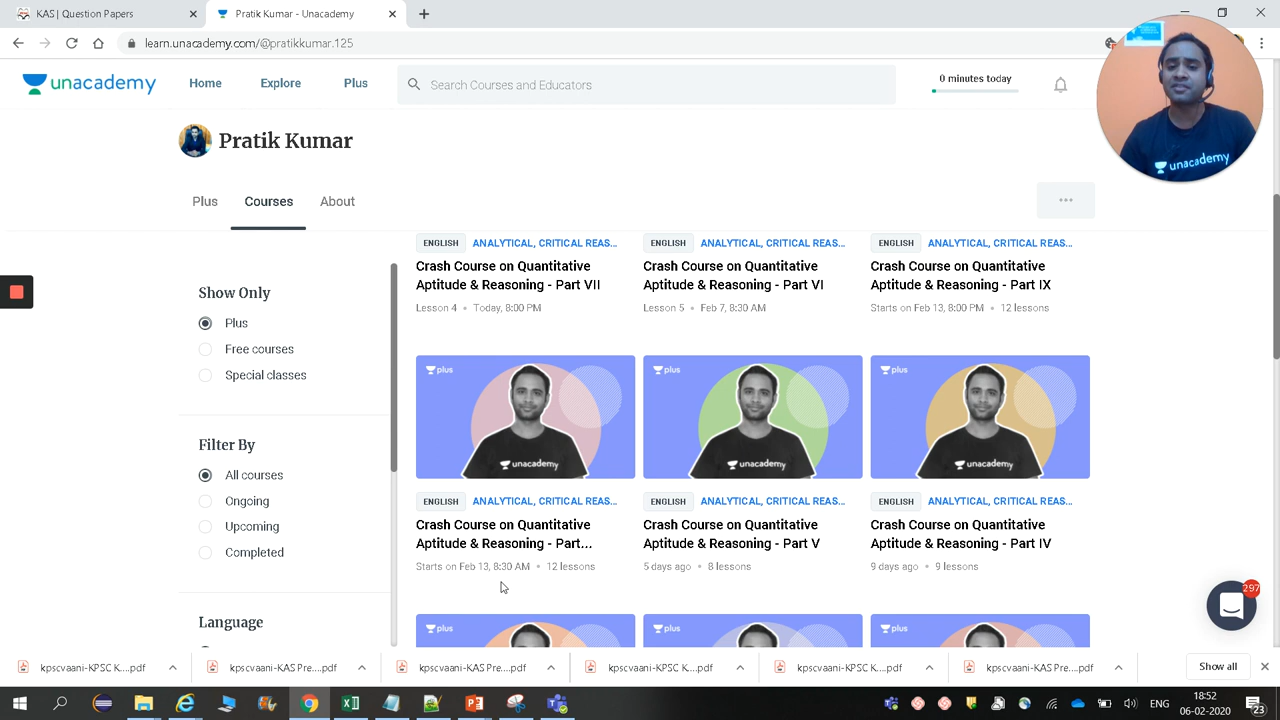 KAS | Question Papers
Pratik Kumar - Unacademy
learn.unacademy.com/@pratikkumar.125
unacademy
Home
Explore
Plus
Search Courses and Educators
0 minutes today
unacademy
Pratik Kumar
Plus
Courses
About
ENGLISH ANALYTICAL, CRITICAL REAS...
Crash Course on Quantitative
Aptitude & Reasoning - Part VII
Lesson 4 • Today, 8:00 PM
ENGLISH ANALYTICAL, CRITICAL REAS...
Crash Course on Quantitative
Aptitude & Reasoning - Part VI
Lesson 5 • Feb 7, 8:30 AM
ENGLISH ANALYTICAL, CRITICAL REAS...
Crash Course on Quantitative
Aptitude & Reasoning - Part IX
Starts on Feb 13, 8:00 PM • 12 lessons
Show Only
Plus
Free courses
Special classes
Filter By
All courses
Ongoing
Upcoming
Completed
Language
plus
unacademy
ENGLISH ANALYTICAL, CRITICAL REAS...
Crash Course on Quantitative
Aptitude & Reasoning - Part...
Starts on Feb 13, 8:30 AM • 12 lessons
plus
unacademy
ENGLISH ANALYTICAL, CRITICAL REAS...
Crash Course on Quantitative
Aptitude & Reasoning - Part V
5 days ago • 8 lessons
plus
unacademy
ENGLISH ANALYTICAL, CRITICAL REAS...
Crash Course on Quantitative
Aptitude & Reasoning - Part IV
9 days ago • 9 lessons
plus
plus
plus
297
kpscvaani-KPSC K....pdf
kpscvaani-KAS Pre....pdf
kpscvaani-KAS Pre....pdf
kpscvaani-KPSC K....pdf
kpscvaani-KPSC K....pdf
kpscvaani-KAS Pre....pdf
Show all
18:52
06-02-2020
23